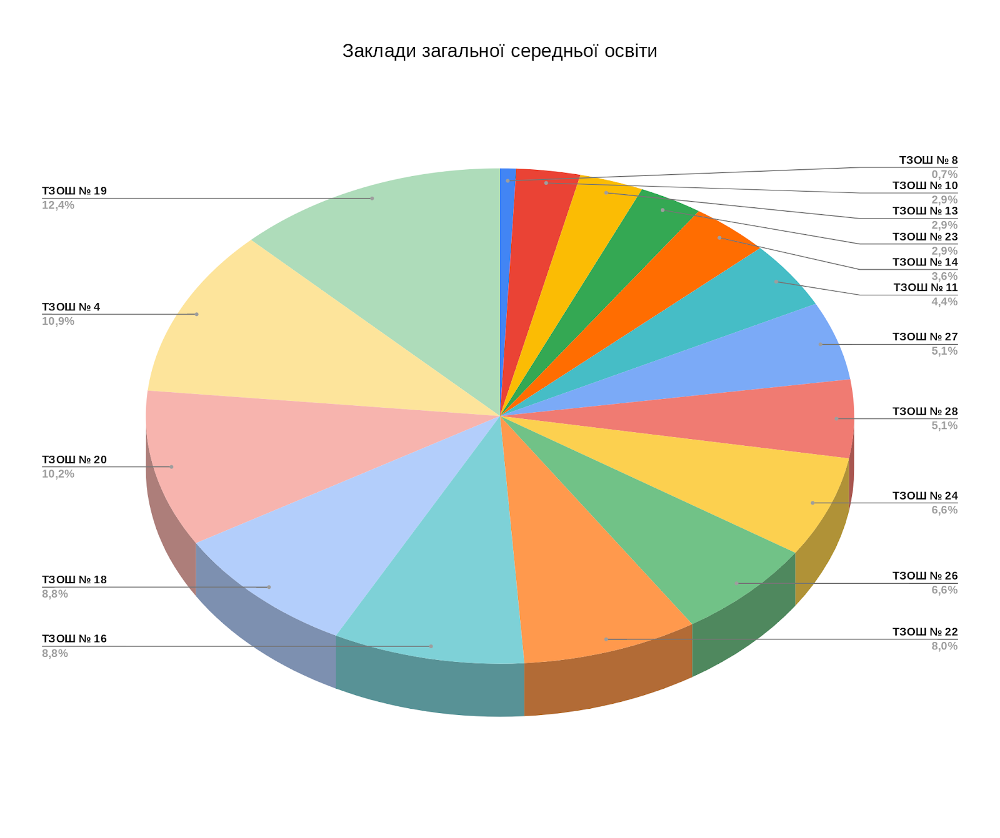 Заклади загальної середньої освіти
ТЗОШ № 8
0,7%
ТЗОШ № 10
2,9%
ТЗОШ № 13
2,9%
ТЗОШ № 23
2,9%
ТЗОШ № 14
3,6%
ТЗОШ № 11
4,4%
ТЗОШ № 27
5,1%
ТЗОШ № 28
5,1%
ТЗОШ № 24
6,6%
ТЗОШ № 26
6,6%
ТЗОШ № 22
8,0%
ТЗОШ № 16
8,8%
ТЗОШ № 18
8,8%
ТЗОШ № 20
10,2%
ТЗОШ № 4
10,9%
ТЗОШ № 19
12,4%